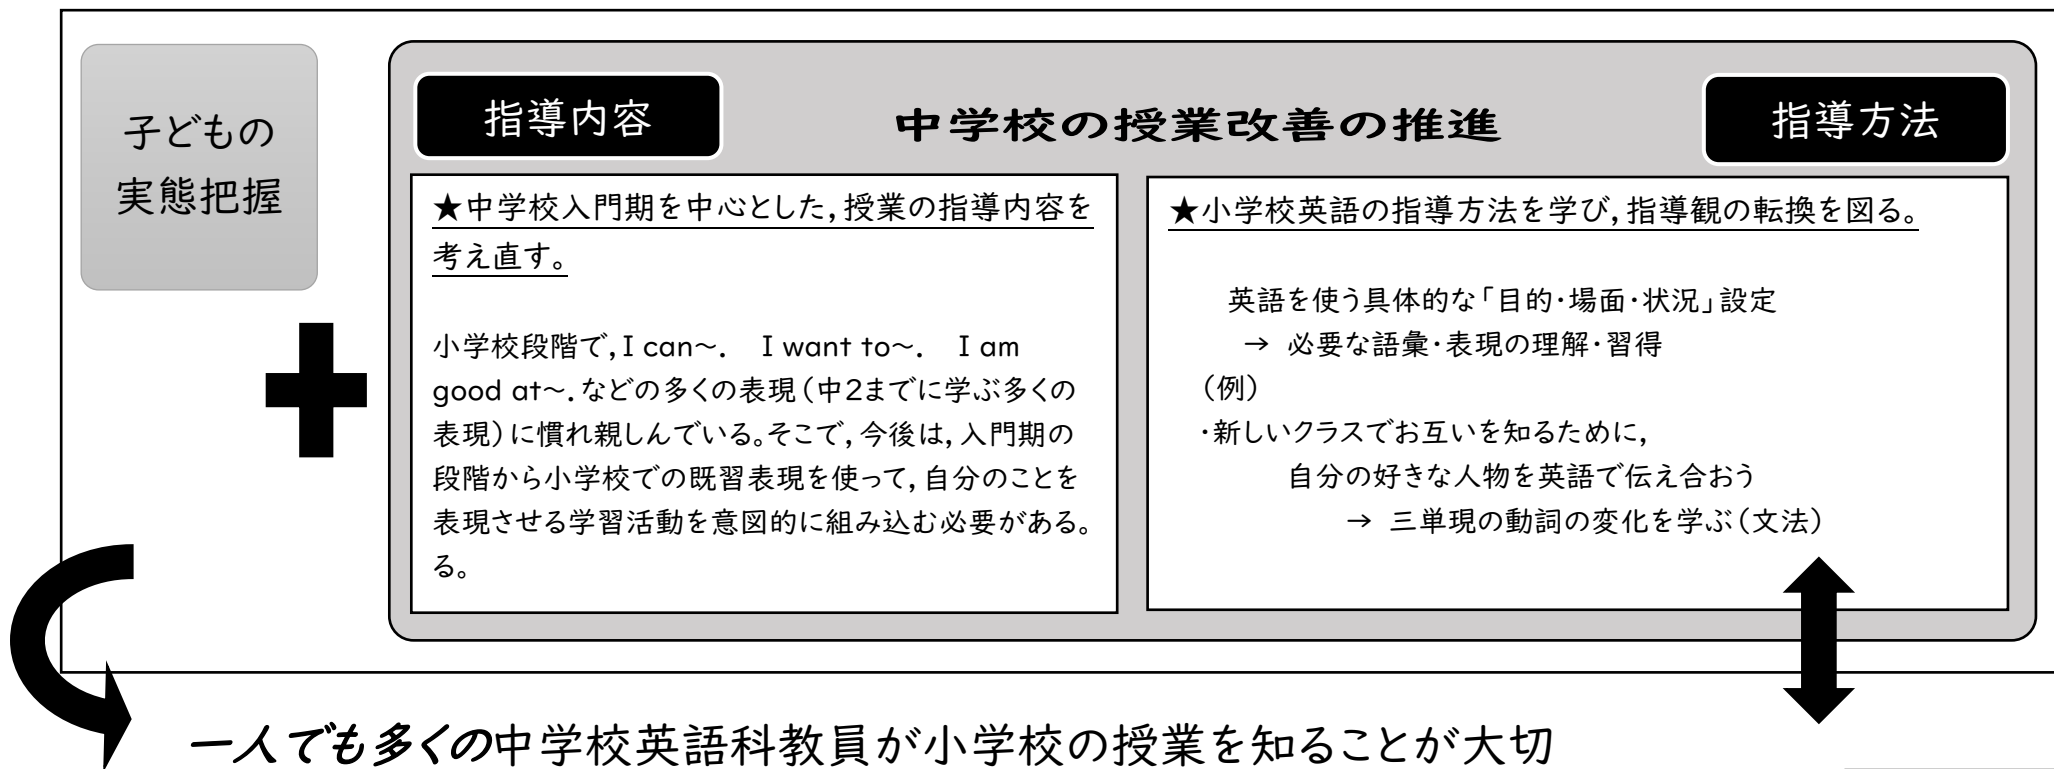 子どもの
実態把握
指導内容
中学校の授業改善の推進
指導方法
★中学校入門期を中心とした,授業の指導内容を
考え直す。
小学校段階で,I can~. I want to~. I am
good at~.などの多くの表現(中2までに学ぶ多くの
表現)に慣れ親しんでいる。そこで,今後は,入門期の
段階から小学校での既習表現を使って,自分のことを
表現させる学習活動を意図的に組み込む必要がある。
る。
★小学校英語の指導方法を学び,指導観の転換を図る。
英語を使う具体的な「目的・場面・状況」設定
→ 必要な語彙・表現の理解・習得
(例)
・新しいクラスでお互いを知るために,
自分の好きな人物を英語で伝え合おう
→ 三単現の動詞の変化を学ぶ(文法)
一人でも多くの中学校英語科教員が小学校の授業を知ることが大切